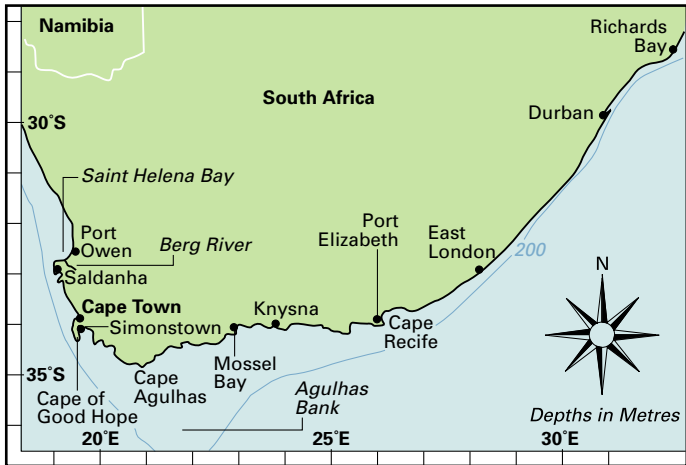 Namibia
Richards
Bay
South Africa
Durban
30°S
Saint Helena Bay
Port
Owen
Berg River
Port
Elizabeth
East
London
200
N
Saldanha
Cape Town
Simonstown
Knysna
Cape
Recife
Mossel
Bay
35°S
Cape
Agulhas
Cape of
Good Hope
Agulhas
Bank
Depths in Metres
20°E
25°E
30°E